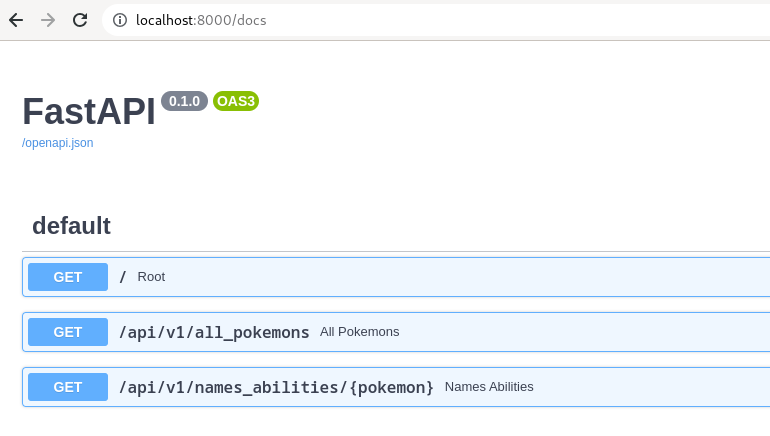 localhost:8000/docs
FastAPI 0.1.0 OAS3
/openapi.json
default
GET / Root
GET /api/v1/all_pokemons All Pokemons
GET /api/v1/names_abilities/{pokemon} Names Abilities